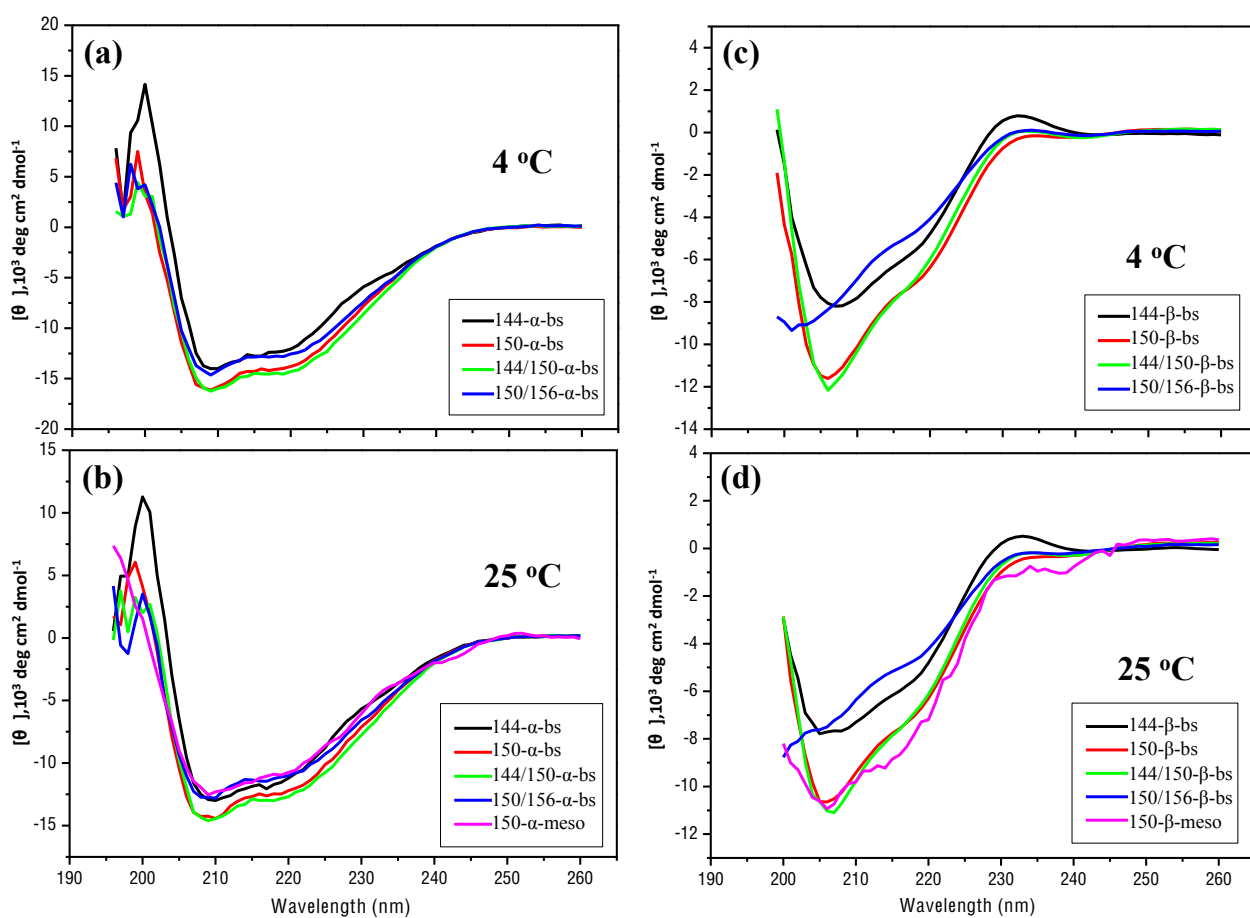 (a)
20
15
10
5
0
-5
-10
-15
-20
[θ ],10³ deg cm² dmol⁻¹
4 ºC
144-α-bs
150-α-bs
144/150-α-bs
150/156-α-bs
(c)
4
2
0
-2
-4
-6
-8
-10
-12
-14
[θ ],10³ deg cm² dmol⁻¹
4 ºC
144-β-bs
150-β-bs
144/150-β-bs
150/156-β-bs
(b)
15
10
5
0
-5
-10
-15
[θ ],10³ deg cm² dmol⁻¹
25 ºC
144-α-bs
150-α-bs
144/150-α-bs
150/156-α-bs
150-α-meso
190 200 210 220 230 240 250 260
Wavelength (nm)
(d)
4
2
0
-2
-4
-6
-8
-10
-12
[θ ],10³ deg cm² dmol⁻¹
25 ºC
144-β-bs
150-β-bs
144/150-β-bs
150/156-β-bs
150-β-meso
190 200 210 220 230 240 250 260
Wavelength (nm)